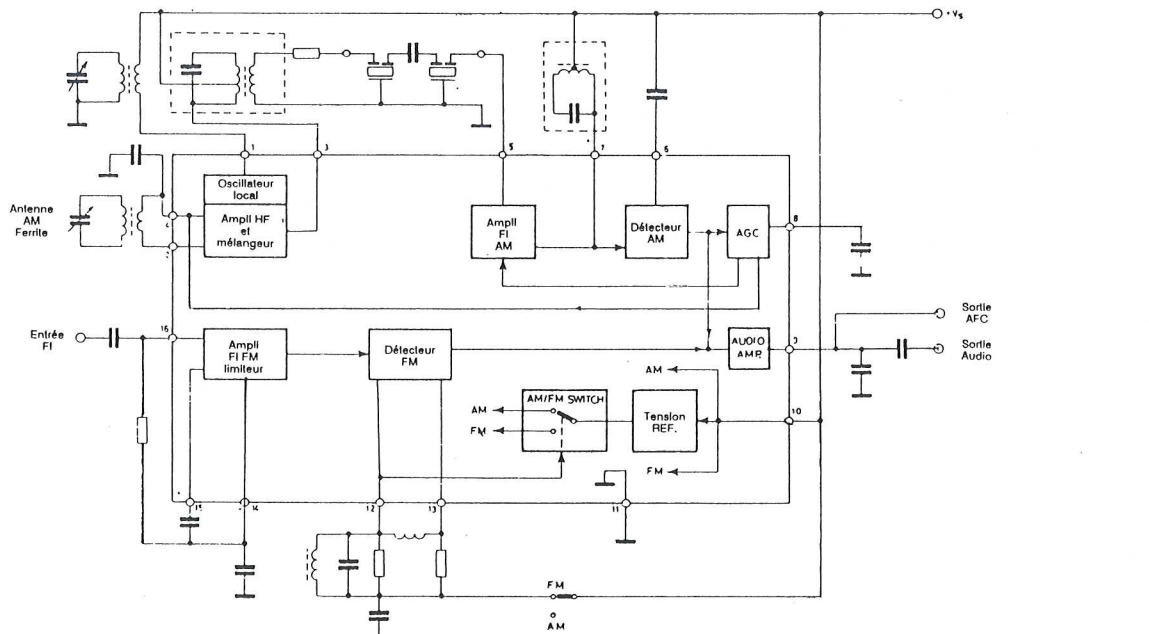 +Vs
1
3
5
7
6
Oscillateur
local
Ampli HF
et
mélangeur
Antenne
AM
Ferrite
4
2
Ampli
FI
AM
Détecteur
AM
AGC
8
Sortie
AFC
Sortie
Audio
Entrée
FI
16
Ampli
FI FM
limiteur
Détecteur
FM
AUDIO
AMP.
9
AM
AM/FM SWITCH
AM
FM
Tension
REF.
10
FM
15
14
12
13
11
FM
AM